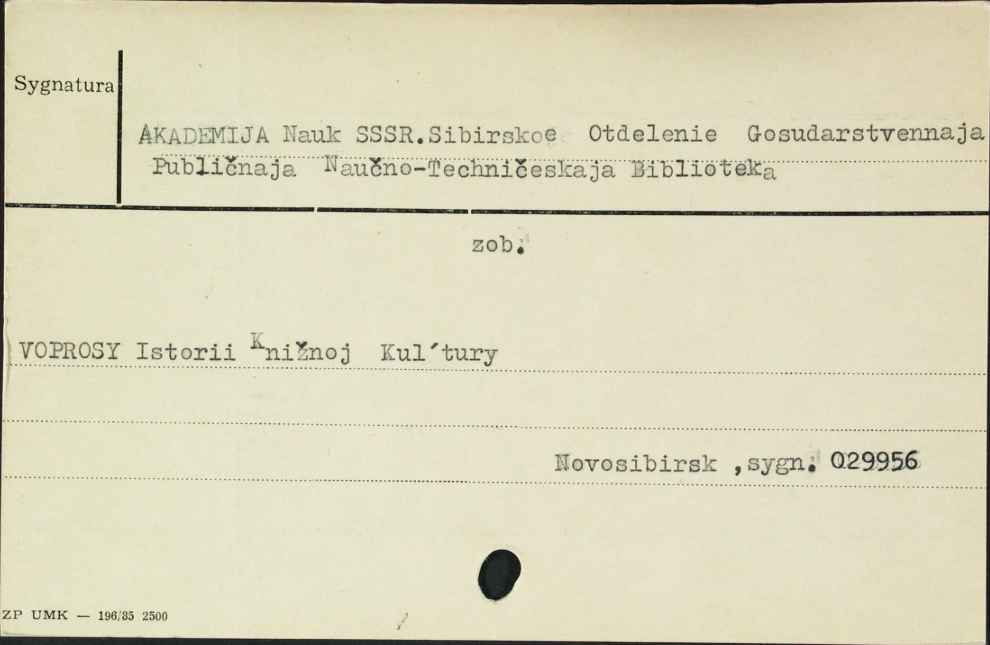 Sygnatura
AKADEMIJA Nauk SSSR.Sibirskoe Otdelenie Gosudarstvennaja
Publičnaja Naučno-Techničeskaja Biblioteka
zob.
VOPROSY Istorii Knižnoj Kul´tury
Novosibirsk ,sygn. 029956
ZP UMK — 196/85 2500